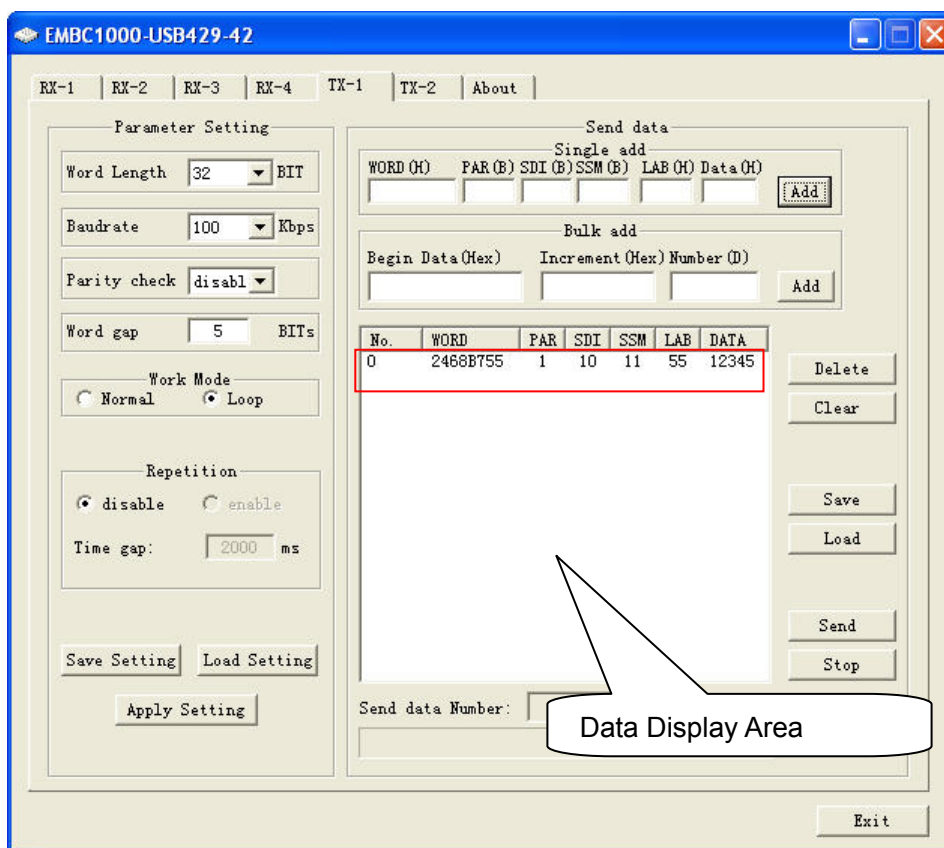 EMBC1000-USB429-42
RX-1 RX-2 RX-3 RX-4 TX-1 TX-2 About
Parameter Setting
Word Length 32 BIT
Baudrate 100 Kbps
Parity check disabl
Word gap 5 BITs
Work Mode
Normal Loop
Repetition
disable enable
Time gap: 2000 ms
Save Setting Load Setting
Apply Setting
Send data
Single add
WORD(H) PAR(B) SDI(B) SSM(B) LAB(H) Data(H)
Add
Bulk add
Begin Data(Hex) Increment(Hex) Number(D)
Add
No. WORD PAR SDI SSM LAB DATA
0 2468B755 1 10 11 55 12345
Delete
Clear
Save
Load
Send
Stop
Send data Number:
Data Display Area
Exit